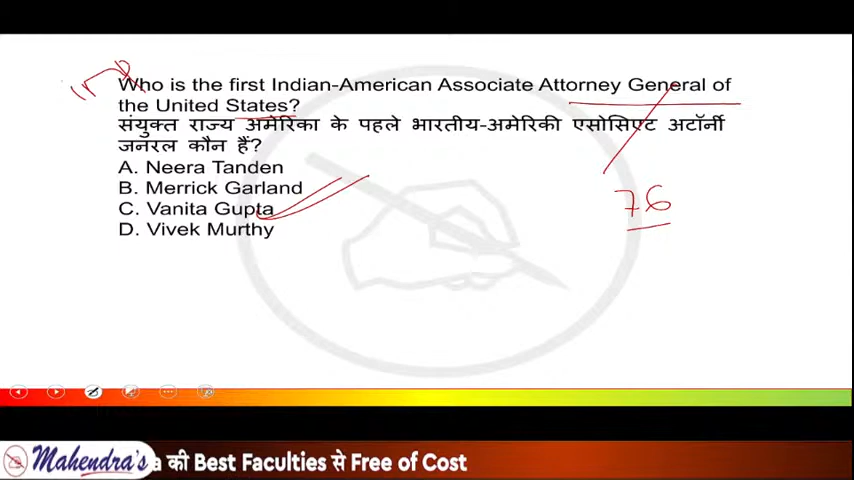 Imp
Who is the first Indian-American Associate Attorney General of
the United States?
संयुक्त राज्य अमेरिका के पहले भारतीय-अमेरिकी एसोसिएट अटॉर्नी
जनरल कौन हैं?
A. Neera Tanden
B. Merrick Garland
C. Vanita Gupta
D. Vivek Murthy
76
Mahendra's a की Best Faculties से Free of Cost